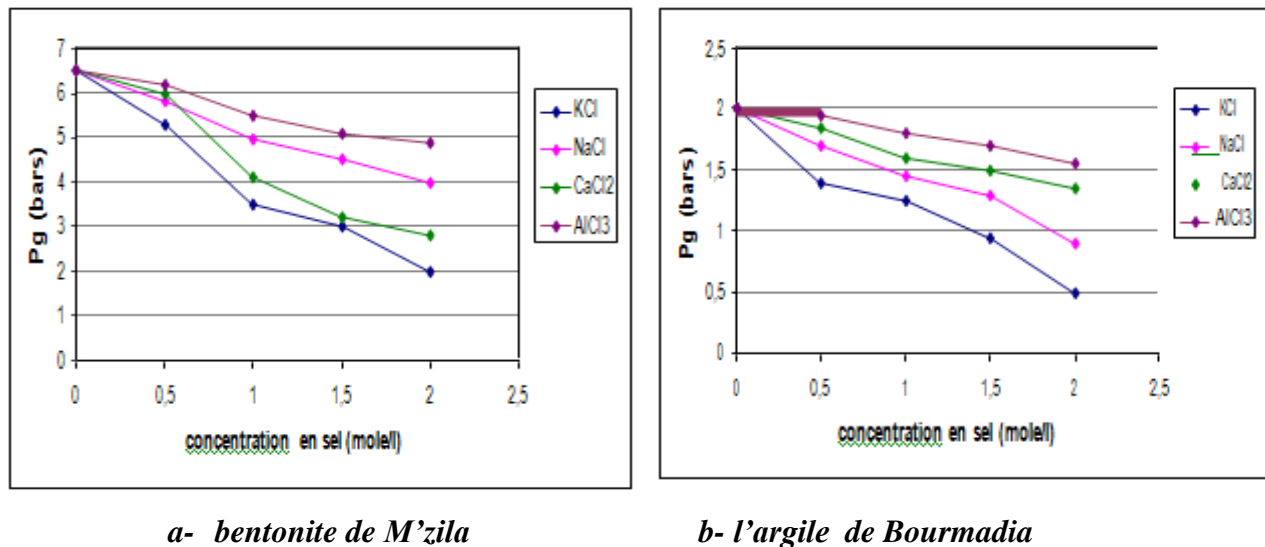 7
6
5
4
3
2
1
0
Pg (bars)
0 0,5 1 1,5 2 2,5
concentration en sel (mole/l)
KCl
NaCl
CaCl2
AlCl3
2,5
2
1,5
1
0,5
0
Pg (bars)
0 0,5 1 1,5 2 2,5
concentration en sel (mole/l)
KCl
NaCl
CaCl2
AlCl3
a- bentonite de M’zila
b- l’argile de Bourmadia